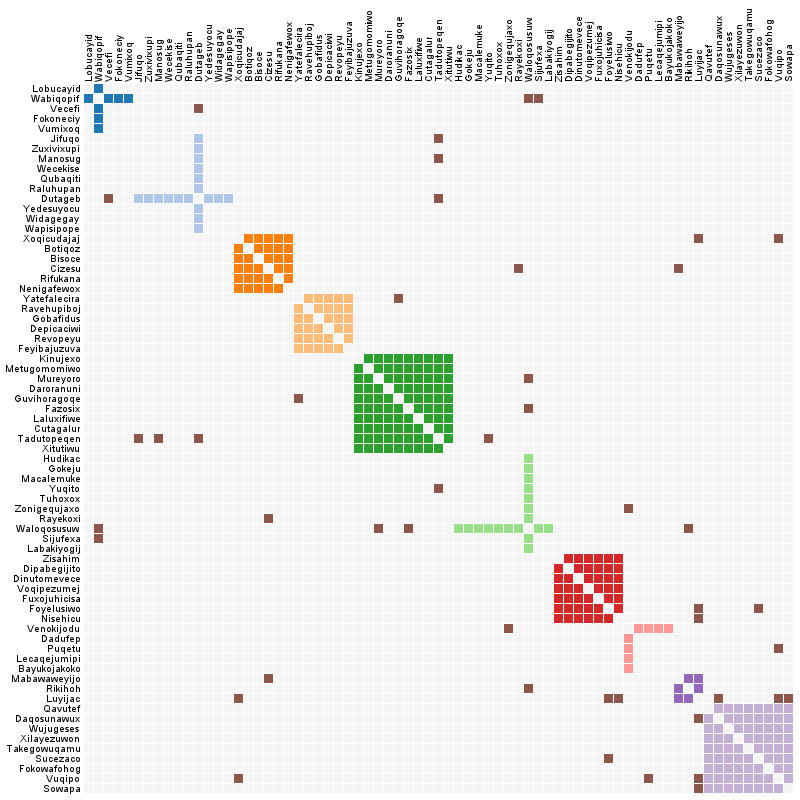 Lobucayid
Wabiqopif
Vecefi
Fokoneciy
Vumixoq
Jifuqo
Zuxivixupi
Manosug
Wecekise
Qubaqiti
Raluhupan
Dutageb
Yedesuyocu
Widagegay
Wapisipope
Xoqicudajaj
Botiqoz
Bisoce
Cizesu
Rifukana
Nenigafewox
Yatefalecira
Ravehupiboj
Gobafidus
Depicaciwi
Revopeyu
Feyibajuzuva
Kinujexo
Metugomomiwo
Mureyoro
Daroranuni
Guvihoragoqe
Fazosix
Laluxifiwe
Cutagalur
Tadutopeqen
Xitutiwu
Hudikac
Gokeju
Macalemuke
Yuqito
Tuhoxox
Zonigequjaxo
Rayekoxi
Waloqosusuw
Sijufexa
Labakiyogij
Zisahim
Dipabegijito
Dinutomevece
Voqipezumej
Fuxojuhicisa
Foyelusiwo
Nisehicu
Venokijodu
Dadufep
Puqetu
Lecaqejumipi
Bayukojakoko
Mabawaweyijo
Rikihoh
Luyijac
Qavutef
Daqosunawux
Wujugeses
Xilayezuwon
Takegowuqamu
Sucezaco
Fokowafohog
Vuqipo
Sowapa
Lobucayid
Wabiqopif
Vecefi
Fokoneciy
Vumixoq
Jifuqo
Zuxivixupi
Manosug
Wecekise
Qubaqiti
Raluhupan
Dutageb
Yedesuyocu
Widagegay
Wapisipope
Xoqicudajaj
Botiqoz
Bisoce
Cizesu
Rifukana
Nenigafewox
Yatefalecira
Ravehupiboj
Gobafidus
Depicaciwi
Revopeyu
Feyibajuzuva
Kinujexo
Metugomomiwo
Mureyoro
Daroranuni
Guvihoragoqe
Fazosix
Laluxifiwe
Cutagalur
Tadutopeqen
Xitutiwu
Hudikac
Gokeju
Macalemuke
Yuqito
Tuhoxox
Zonigequjaxo
Rayekoxi
Waloqosusuw
Sijufexa
Labakiyogij
Zisahim
Dipabegijito
Dinutomevece
Voqipezumej
Fuxojuhicisa
Foyelusiwo
Nisehicu
Venokijodu
Dadufep
Puqetu
Lecaqejumipi
Bayukojakoko
Mabawaweyijo
Rikihoh
Luyijac
Qavutef
Daqosunawux
Wujugeses
Xilayezuwon
Takegowuqamu
Sucezaco
Fokowafohog
Vuqipo
Sowapa